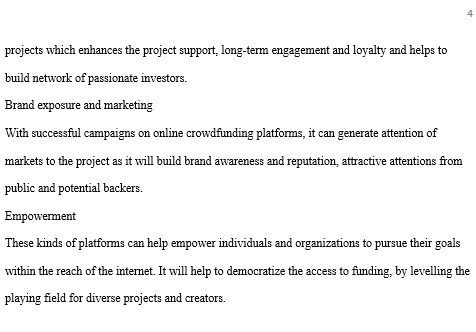 4
projects which enhances the project support, long-term engagement and loyalty and helps to
build network of passionate investors.
Brand exposure and marketing
With successful campaigns on online crowdfunding platforms, it can generate attention of
markets to the project as it will build brand awareness and reputation, attractive attentions from
public and potential backers.
Empowerment
These kinds of platforms can help empower individuals and organizations to pursue their goals
within the reach of the internet. It will help to democratize the access to funding, by levelling the
playing field for diverse projects and creators.